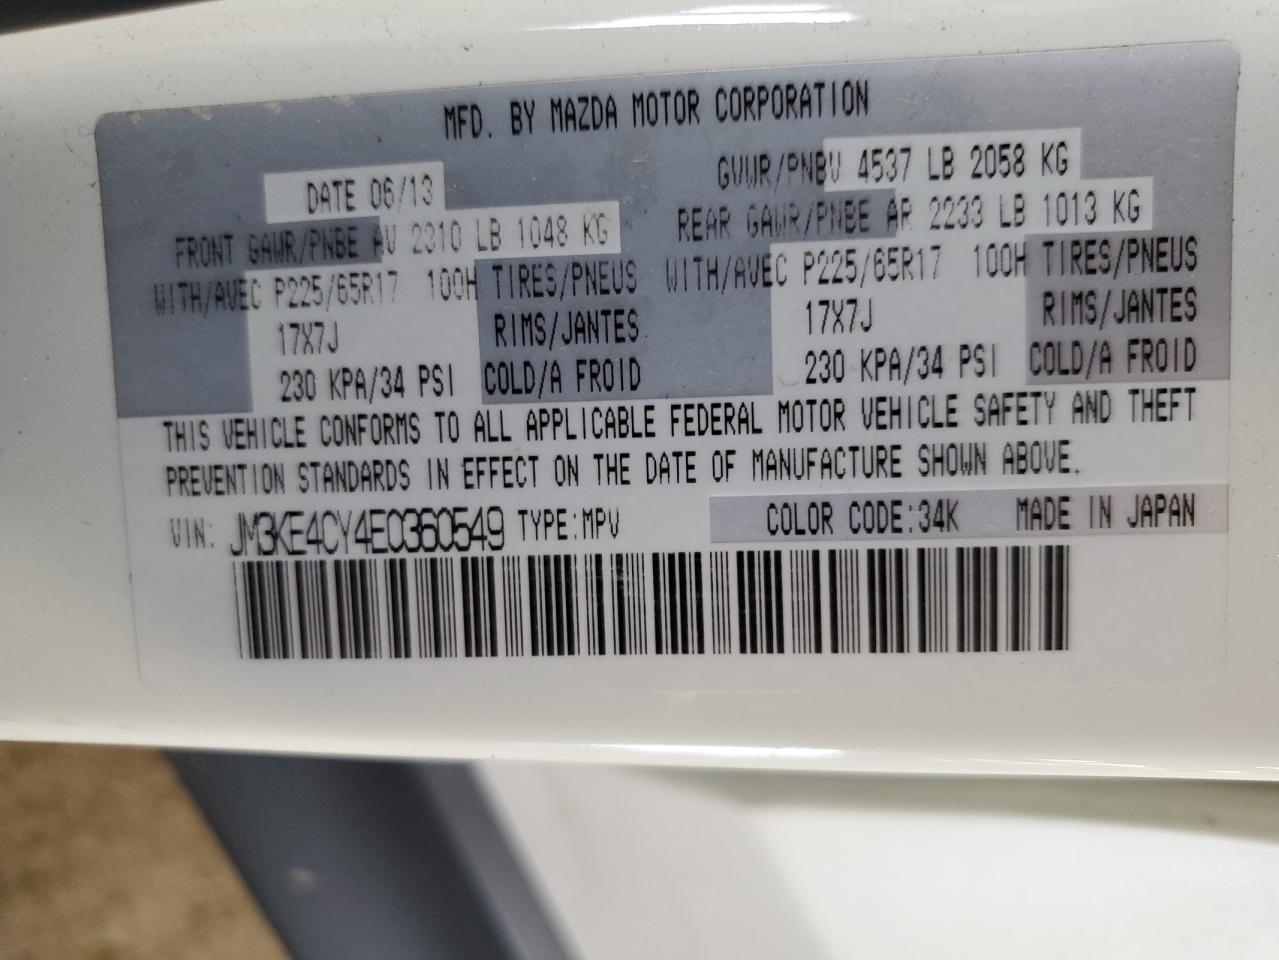 MFD. BY MAZDA MOTOR CORPORATION
DATE 06/13 GVWR/PNBV 4537 LB 2058 KG
FRONT GAWR/PNBE AV 2310 LB 1048 KG REAR GAWR/PNBE AR 2233 LB 1013 KG
WITH/AVEC P225/65R17 100H TIRES/PNEUS WITH/AVEC P225/65R17 100H TIRES/PNEUS
17X7J RIMS/JANTES 17X7J RIMS/JANTES
230 KPA/34 PSI COLD/A FROID 230 KPA/34 PSI COLD/A FROID
THIS VEHICLE CONFORMS TO ALL APPLICABLE FEDERAL MOTOR VEHICLE SAFETY AND THEFT
PREVENTION STANDARDS IN EFFECT ON THE DATE OF MANUFACTURE SHOWN ABOVE.
VIN: JM3KE4CY4E0360549 TYPE:MPV COLOR CODE:34K MADE IN JAPAN